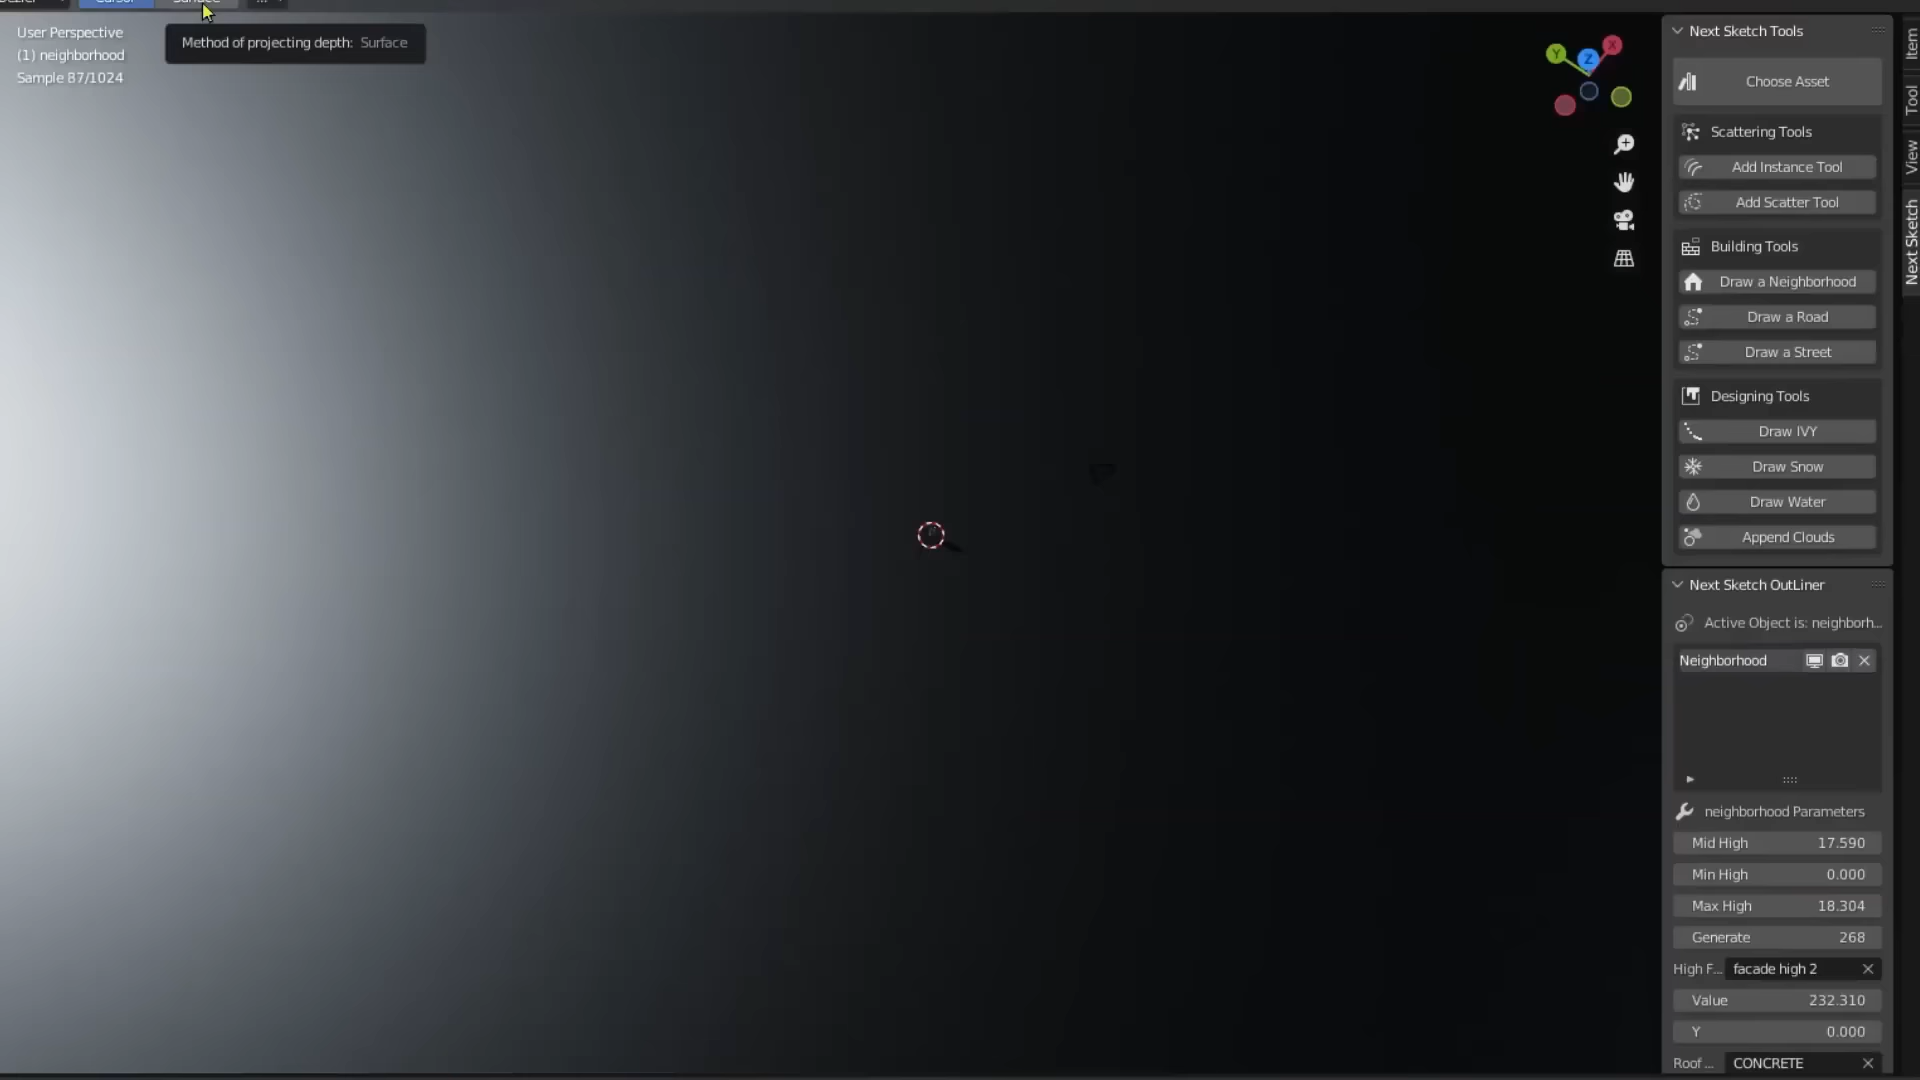 Bezier Cursor Surface
User Perspective
(1) neighborhood
Sample 87/1024
Method of projecting depth: Surface
Y
X
Z
Next Sketch Tools
Choose Asset
Scattering Tools
Add Instance Tool
Add Scatter Tool
Building Tools
Draw a Neighborhood
Draw a Road
Draw a Street
Designing Tools
Draw IVY
Draw Snow
Draw Water
Append Clouds
Next Sketch OutLiner
Active Object is: neighborh...
Neighborhood
neighborhood Parameters
Mid High 17.590
Min High 0.000
Max High 18.304
Generate 268
High F... facade high 2
Value 232.310
Y 0.000
Roof ... CONCRETE
Item
Tool
View
Next Sketch